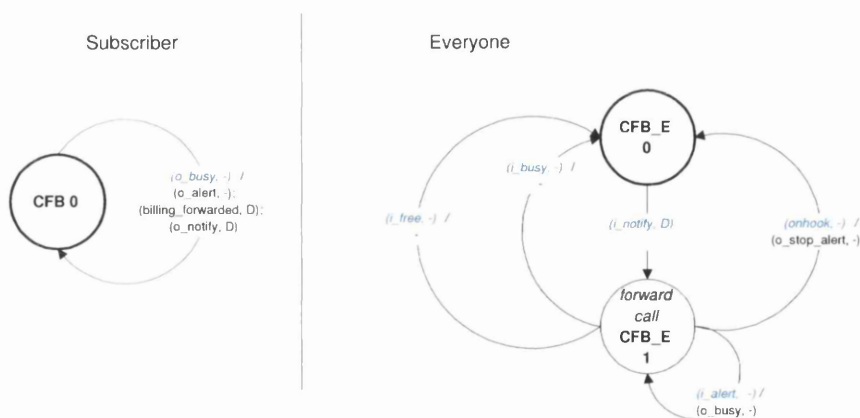 Subscriber
Everyone
CFB 0
(o_busy, -) /
(o_alert, -);
(billing_forwarded, D);
(o_notify, D)
CFB_E
0
(i_free, -) /
-
(i_busy, -) /
-
(i_notify, D)
(onhook, -) /
(o_stop_alert, -)
forward
call
CFB_E
1
(i_alert, -) /
(o_busy, -)